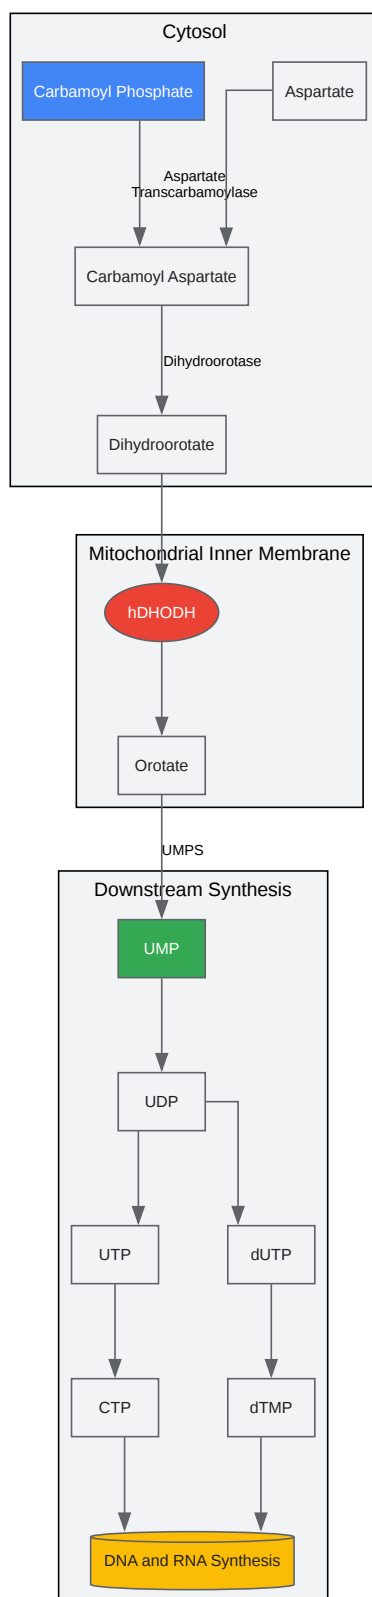 Cytosol
Carbamoyl Phosphate
Aspartate
Aspartate
Transcarbamoylase
Carbamoyl Aspartate
Dihydroorotase
Dihydroorotate
Mitochondrial Inner Membrane
hDHODH
Orotate
UMPS
Downstream Synthesis
UMP
UDP
UTP
dUTP
CTP
dTMP
DNA and RNA Synthesis